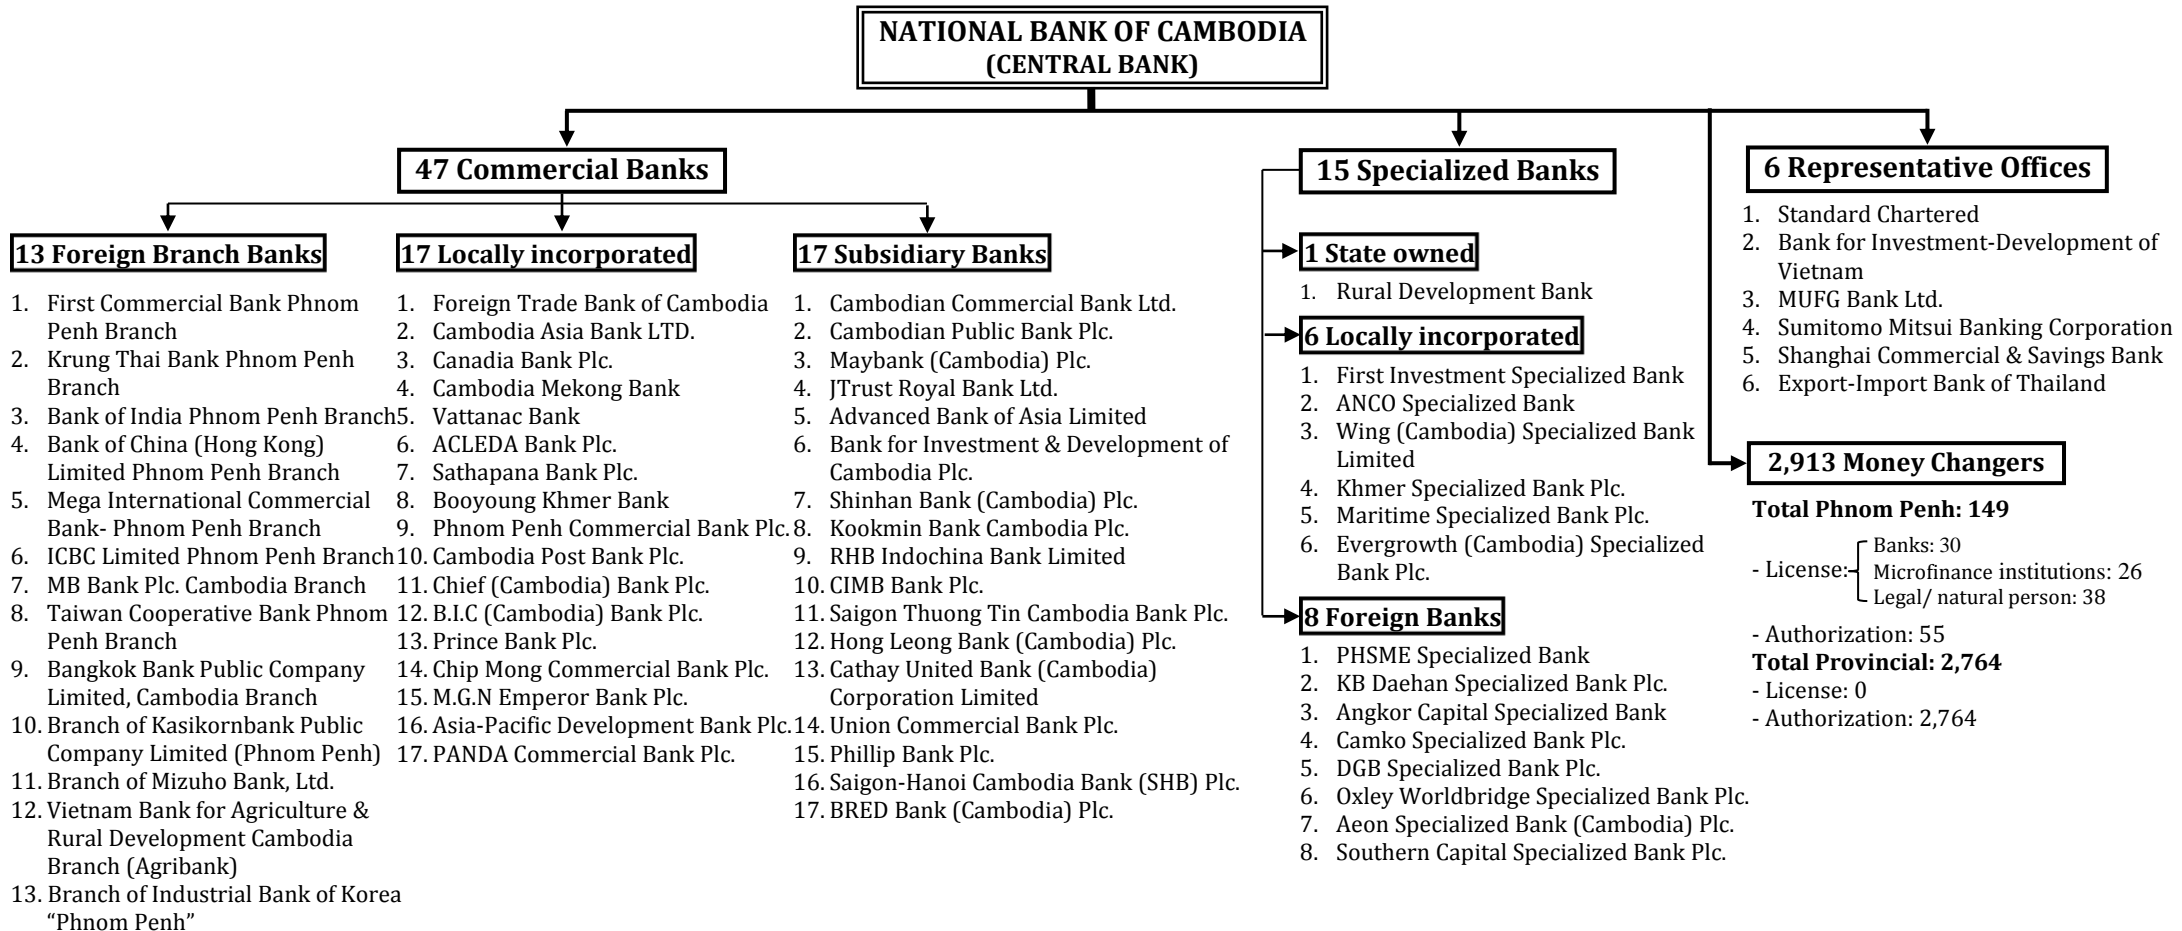 NATIONAL BANK OF CAMBODIA
(CENTRAL BANK)
47 Commercial Banks
13 Foreign Branch Banks
1. First Commercial Bank Phnom
Penh Branch
2. Krung Thai Bank Phnom Penh
Branch
3. Bank of India Phnom Penh Branch
4. Bank of China (Hong Kong)
Limited Phnom Penh Branch
5. Mega International Commercial
Bank- Phnom Penh Branch
6. ICBC Limited Phnom Penh Branch
7. MB Bank Plc. Cambodia Branch
8. Taiwan Cooperative Bank Phnom
Penh Branch
9. Bangkok Bank Public Company
Limited, Cambodia Branch
10. Branch of Kasikornbank Public
Company Limited (Phnom Penh)
11. Branch of Mizuho Bank, Ltd.
12. Vietnam Bank for Agriculture &
Rural Development Cambodia
Branch (Agribank)
13. Branch of Industrial Bank of Korea
“Phnom Penh”
17 Locally incorporated
1. Foreign Trade Bank of Cambodia
2. Cambodia Asia Bank LTD.
3. Canadia Bank Plc.
4. Cambodia Mekong Bank
5. Vattanac Bank
6. ACLEDA Bank Plc.
7. Sathapana Bank Plc.
8. Booyoung Khmer Bank
9. Phnom Penh Commercial Bank Plc.
10. Cambodia Post Bank Plc.
11. Chief (Cambodia) Bank Plc.
12. B.I.C (Cambodia) Bank Plc.
13. Prince Bank Plc.
14. Chip Mong Commercial Bank Plc.
15. M.G.N Emperor Bank Plc.
16. Asia-Pacific Development Bank Plc.
17. PANDA Commercial Bank Plc.
17 Subsidiary Banks
1. Cambodian Commercial Bank Ltd.
2. Cambodian Public Bank Plc.
3. Maybank (Cambodia) Plc.
4. JTrust Royal Bank Ltd.
5. Advanced Bank of Asia Limited
6. Bank for Investment & Development of
Cambodia Plc.
7. Shinhan Bank (Cambodia) Plc.
8. Kookmin Bank Cambodia Plc.
9. RHB Indochina Bank Limited
10. CIMB Bank Plc.
11. Saigon Thuong Tin Cambodia Bank Plc.
12. Hong Leong Bank (Cambodia) Plc.
13. Cathay United Bank (Cambodia)
Corporation Limited
14. Union Commercial Bank Plc.
15. Phillip Bank Plc.
16. Saigon-Hanoi Cambodia Bank (SHB) Plc.
17. BRED Bank (Cambodia) Plc.
15 Specialized Banks
1 State owned
1. Rural Development Bank
6 Locally incorporated
1. First Investment Specialized Bank
2. ANCO Specialized Bank
3. Wing (Cambodia) Specialized Bank
Limited
4. Khmer Specialized Bank Plc.
5. Maritime Specialized Bank Plc.
6. Evergrowth (Cambodia) Specialized
Bank Plc.
8 Foreign Banks
1. PHSME Specialized Bank
2. KB Daehan Specialized Bank Plc.
3. Angkor Capital Specialized Bank
4. Camko Specialized Bank Plc.
5. DGB Specialized Bank Plc.
6. Oxley Worldbridge Specialized Bank Plc.
7. Aeon Specialized Bank (Cambodia) Plc.
8. Southern Capital Specialized Bank Plc.
6 Representative Offices
1. Standard Chartered
2. Bank for Investment-Development of
Vietnam
3. MUFG Bank Ltd.
4. Sumitomo Mitsui Banking Corporation
5. Shanghai Commercial & Savings Bank
6. Export-Import Bank of Thailand
2,913 Money Changers
Total Phnom Penh: 149
- License:
Banks: 30
Microfinance institutions: 26
Legal/ natural person: 38
- Authorization: 55
Total Provincial: 2,764
- License: 0
- Authorization: 2,764